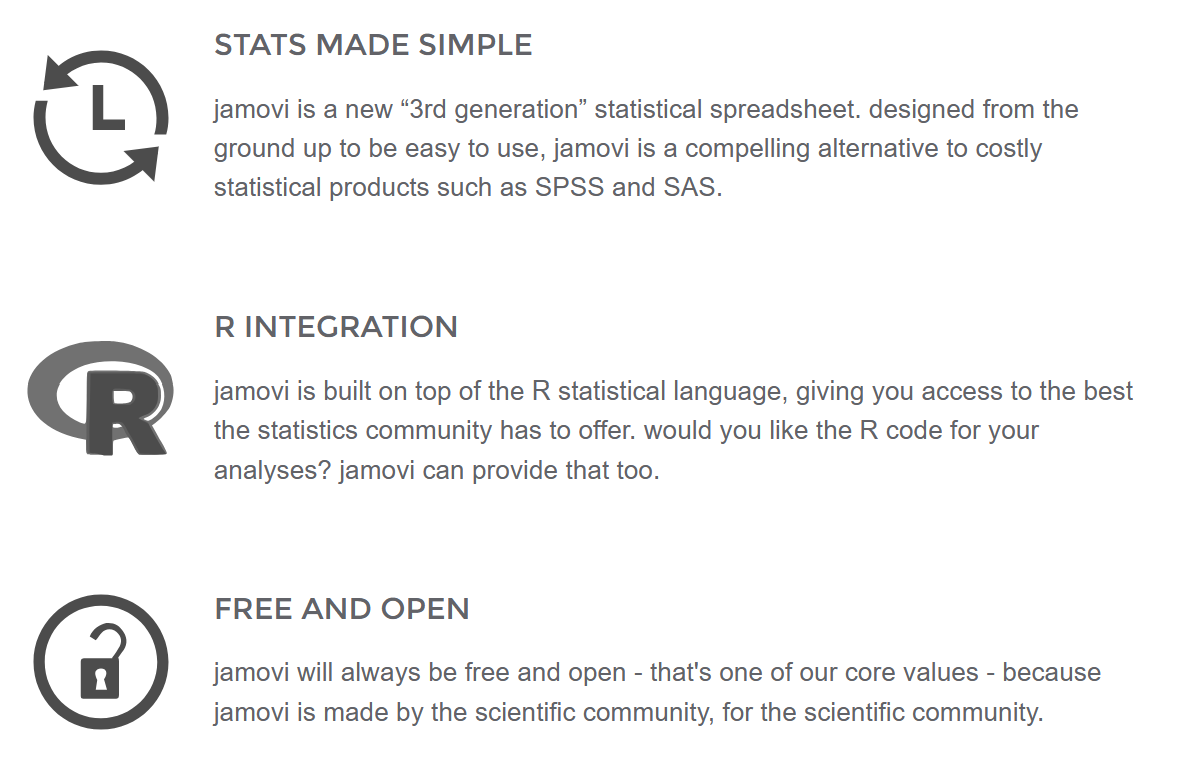 STATS MADE SIMPLE
L
jamovi is a new “3rd generation” statistical spreadsheet. designed from the
ground up to be easy to use, jamovi is a compelling alternative to costly
statistical products such as SPSS and SAS.
R INTEGRATION
R
jamovi is built on top of the R statistical language, giving you access to the best
the statistics community has to offer. would you like the R code for your
analyses? jamovi can provide that too.
FREE AND OPEN
jamovi will always be free and open - that's one of our core values - because
jamovi is made by the scientific community, for the scientific community.